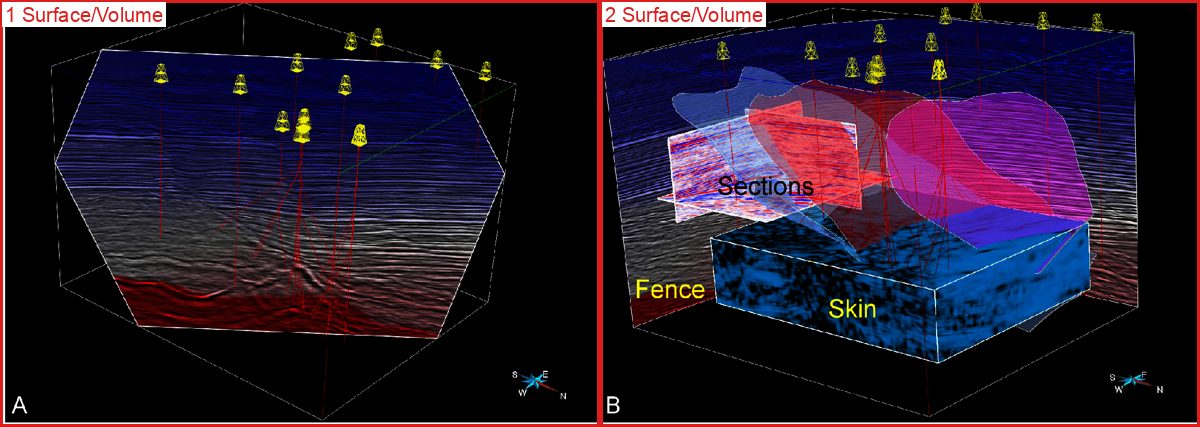 1 Surface/Volume
2 Surface/Volume
Sections
Fence
Skin
S E
W N
A
S E
W N
B